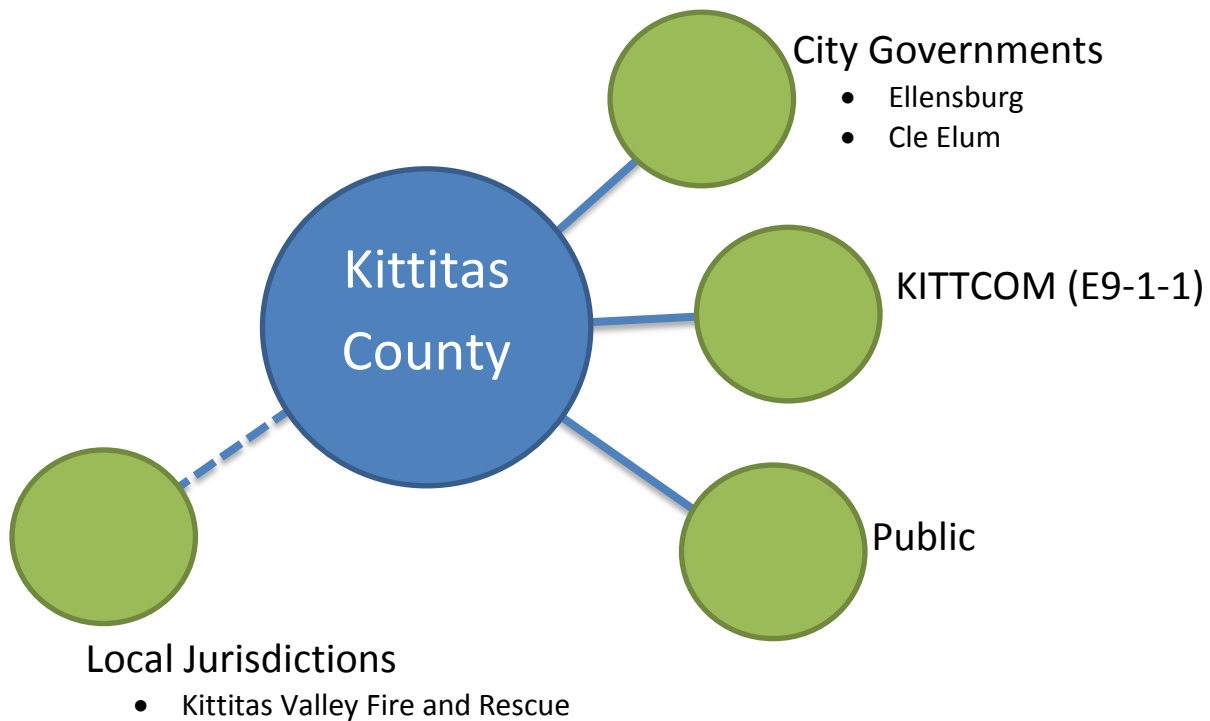 City Governments
• Ellensburg
• Cle Elum
Kittitas
County
KITTCOM (E9-1-1)
Public
Local Jurisdictions
• Kittitas Valley Fire and Rescue